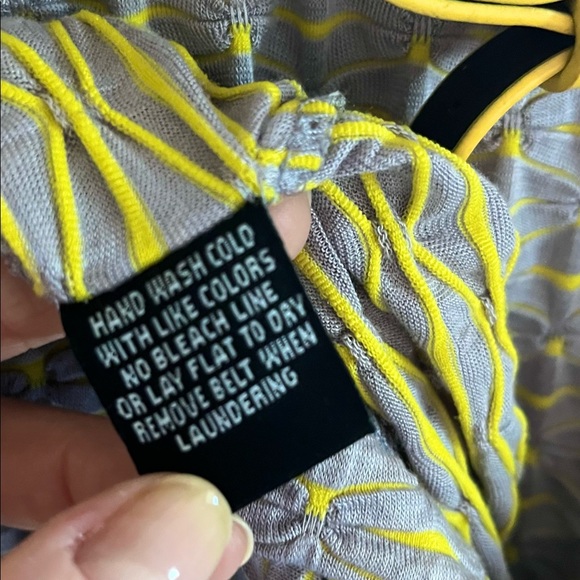 HAND WASH COLD
WITH LIKE COLORS
NO BLEACH LINE
OR LAY FLAT TO DRY
REMOVE BELT WHEN
LAUNDERING